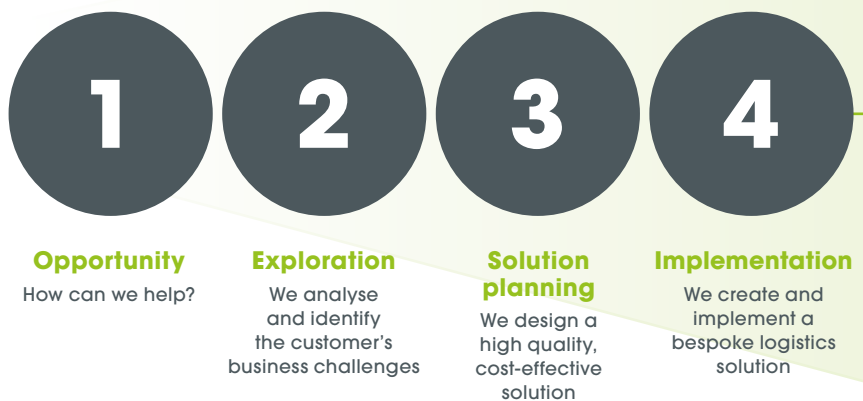 1
2
3
4
Opportunity
How can we help?
Exploration
We analyse
and identify
the customer's
business challenges
Solution
planning
We design a
high quality,
cost-effective
solution
Implementation
We create and
implement a
bespoke logistics
solution